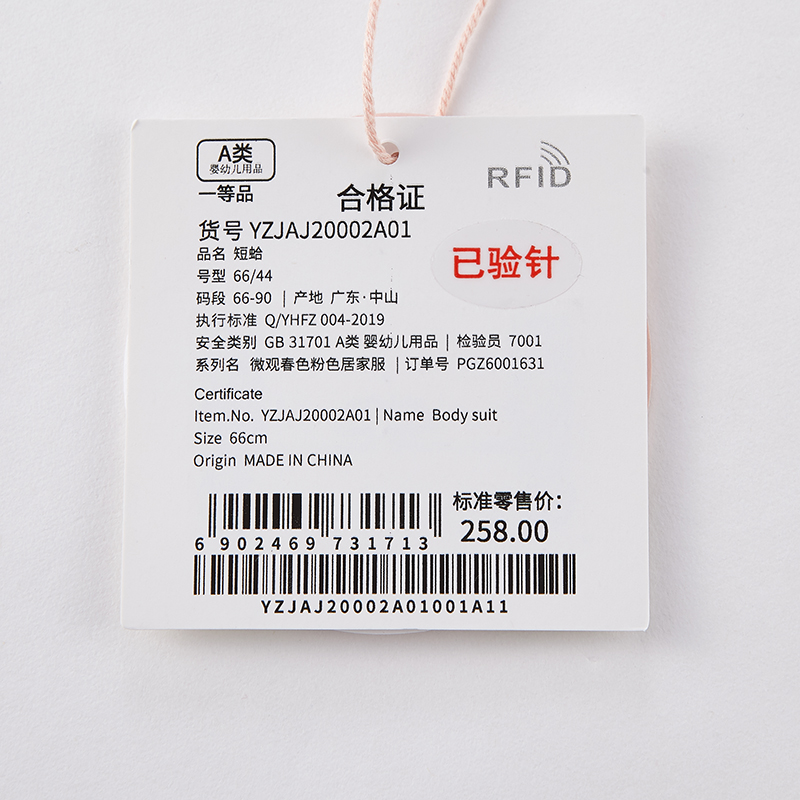 A类
婴幼儿用品
一等品
合格证
RFID
货号 YZJAJ20002A01
已验针
品名 短蛤
号型 66/44
码段 66-90 | 产地 广东·中山
执行标准 Q/YHFZ 004-2019
安全类别 GB 31701 A类 婴幼儿用品 | 检验员 7001
系列名 微观春色粉色居家服 | 订单号 PGZ6001631
Certificate
Item.No. YZJAJ20002A01 | Name Body suit
Size 66cm
Origin MADE IN CHINA
标准零售价：
258.00
6 902469 731713
YZJAJ20002A01001A11